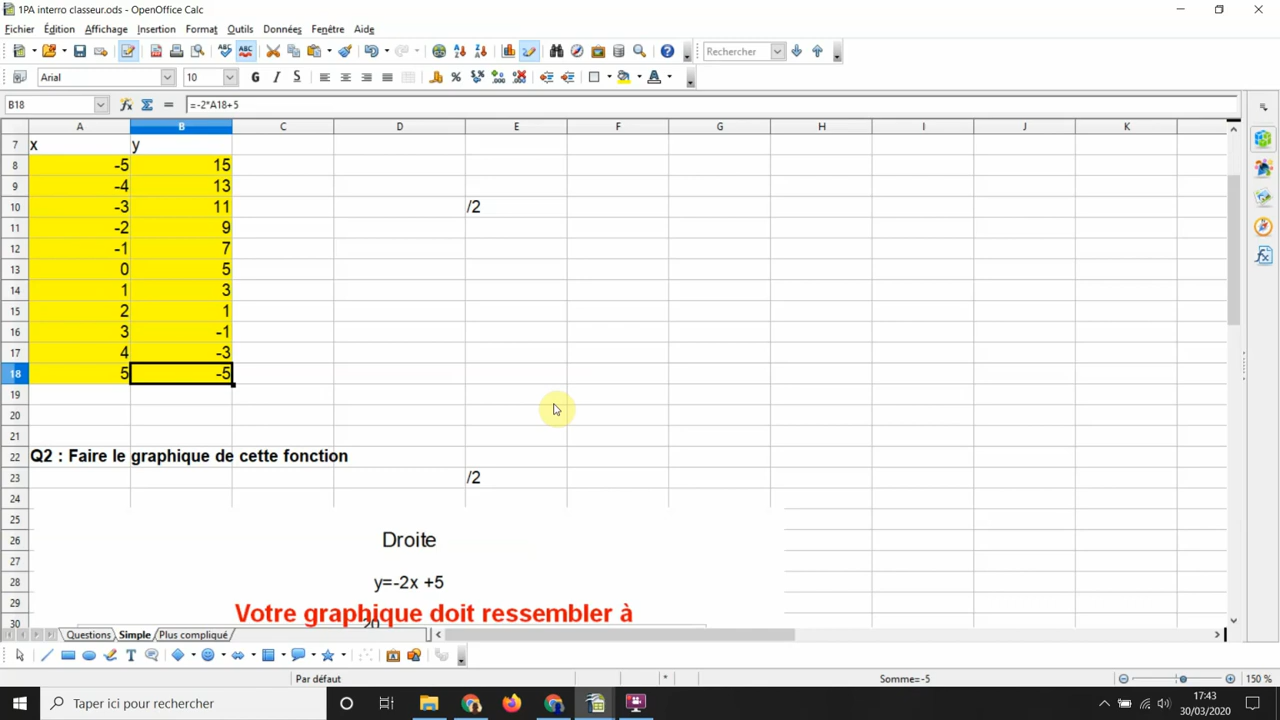 1PA interro classeur.ods - OpenOffice Calc
Fichier Édition Affichage Insertion Format Outils Données Fenêtre Aide
Rechercher
Arial 10 G I S
B18 =-2*A18+5
A B C D E F G H I J K
7 x y
8 -5 15
9 -4 13
10 -3 11 /2
11 -2 9
12 -1 7
13 0 5
14 1 3
15 2 1
16 3 -1
17 4 -3
18 5 -5
19
20
21
22 Q2 : Faire le graphique de cette fonction
23 /2
24
25
26 Droite
27
28 y=-2x +5
29 Votre graphique doit ressembler à
30 20
Questions Simple Plus compliqué
Par défaut * Somme=-5 150 %
Taper ici pour rechercher
17:43
30/03/2020